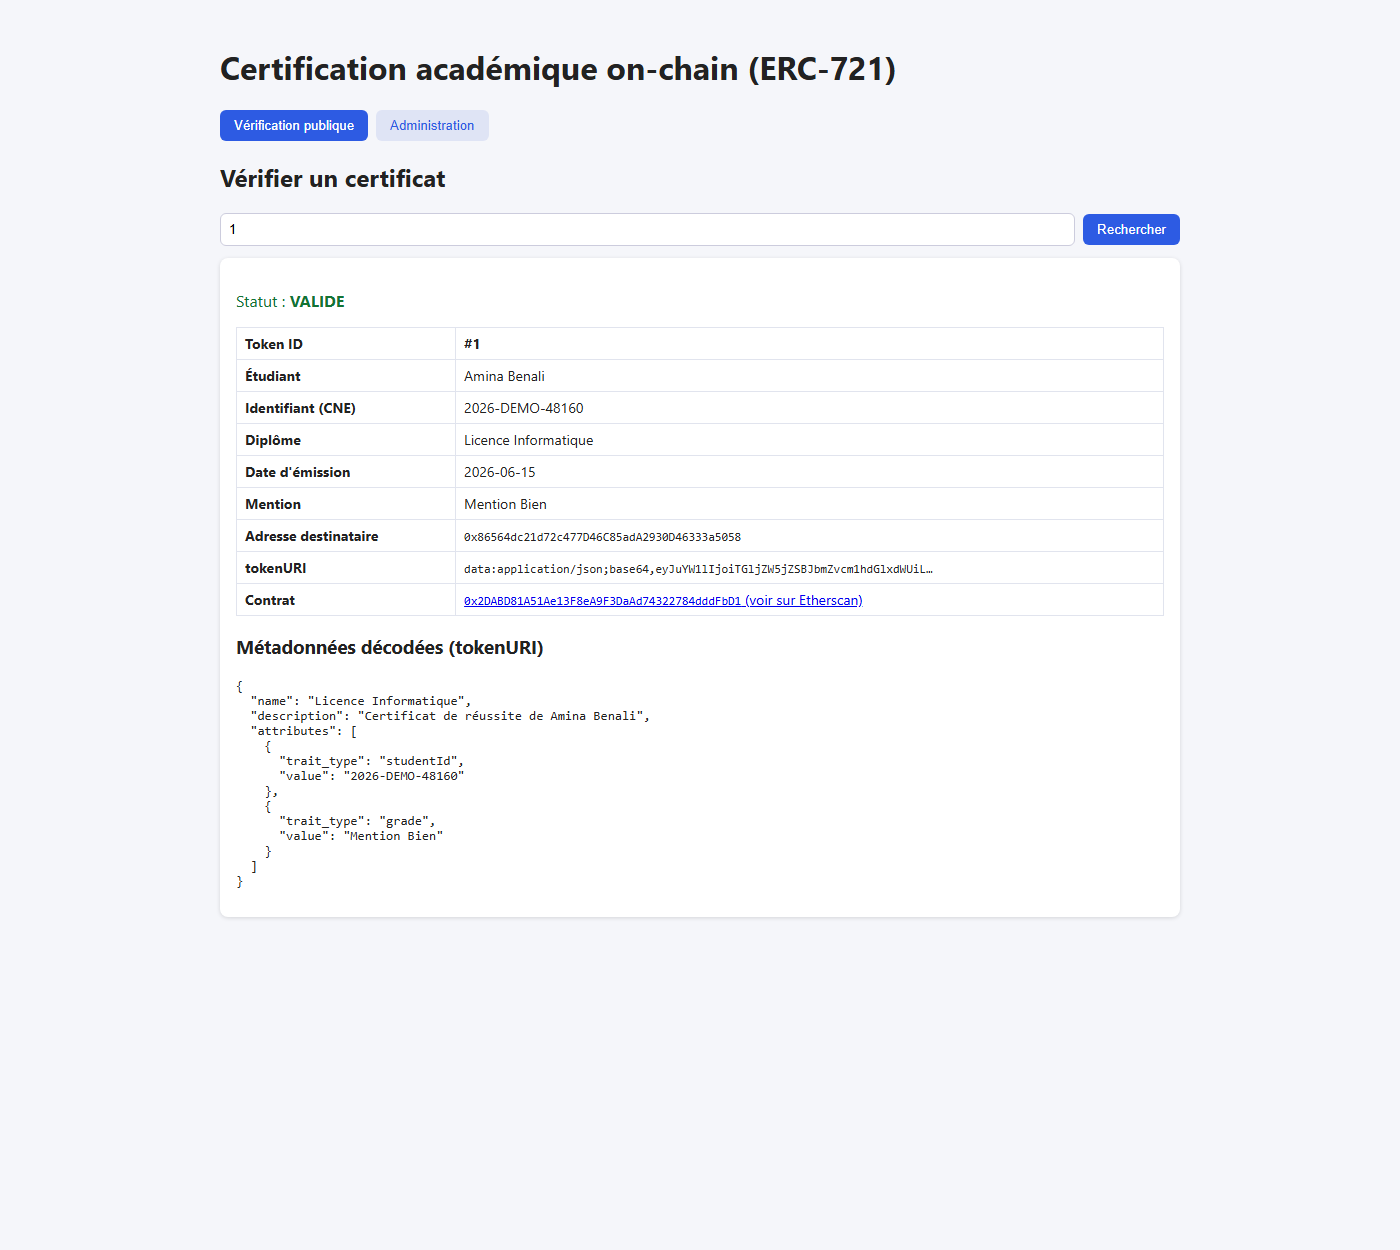 Certification académique on-chain (ERC-721)
Vérification publique Administration
Vérifier un certificat
1 Rechercher
Statut : VALIDE
Token ID #1
Étudiant Amina Benali
Identifiant (CNE) 2026-DEMO-48160
Diplôme Licence Informatique
Date d'émission 2026-06-15
Mention Mention Bien
Adresse destinataire 0x86564dc21d72c477D46C85adA2930D46333a5058
tokenURI data:application/json;base64,eyJuYW1lIjoiTGljZW5jZSBJbmZvcm1hdGlxdWUiL…
Contrat 0x2DABD81A51Ae13F8eA9F3DaAd74322784dddFbD1 (voir sur Etherscan)
Métadonnées décodées (tokenURI)
{
  "name": "Licence Informatique",
  "description": "Certificat de réussite de Amina Benali",
  "attributes": [
    {
      "trait_type": "studentId",
      "value": "2026-DEMO-48160"
    },
    {
      "trait_type": "grade",
      "value": "Mention Bien"
    }
  ]
}